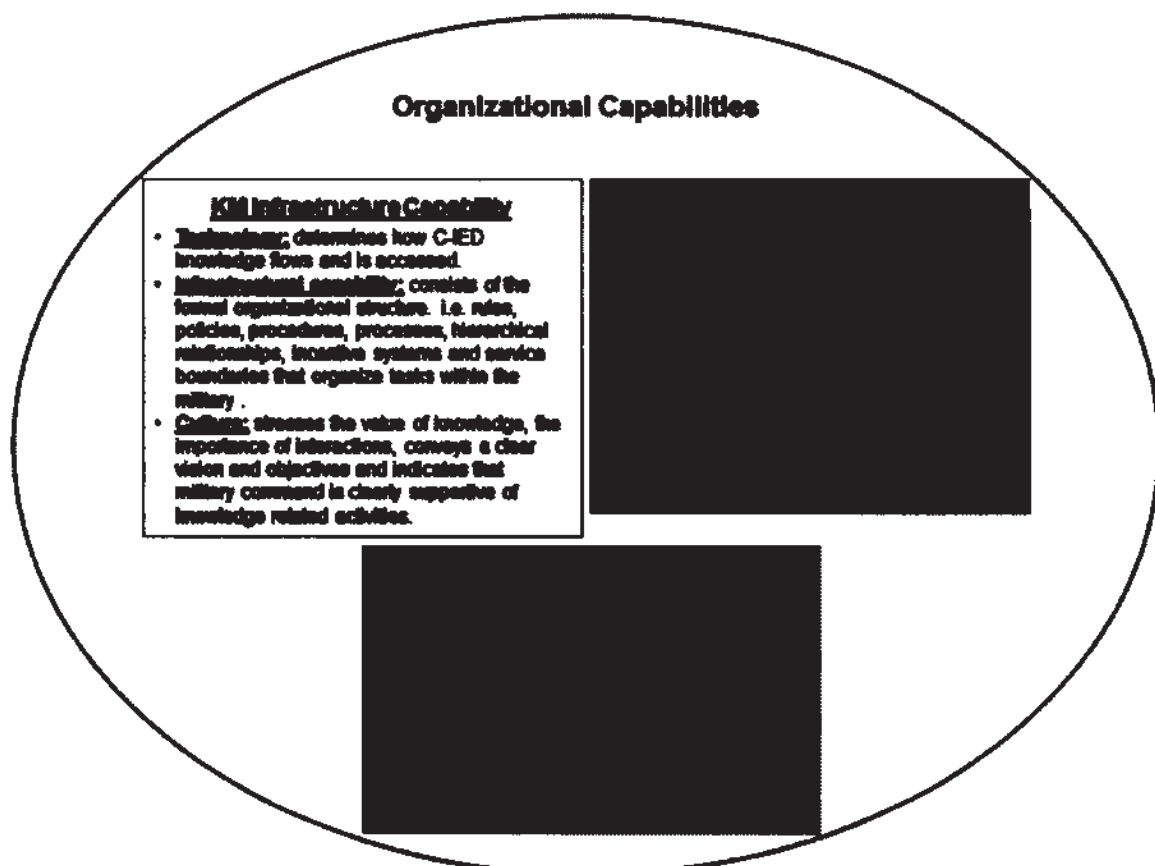 Organizational Capabilities
KM Infrastructure Capability
• Technology: determines how C-IED
knowledge flows and is accessed.
• Infrastructural capability: consists of the
formal organizational structure. i.e. rules,
policies, procedures, processes, hierarchical
relationships, incentive systems and service
boundaries that organize tasks within the
military .
• Culture: stresses the value of knowledge, the
importance of interactions, conveys a clear
vision and objectives and indicates that
military command is clearly supportive of
knowledge related activities.